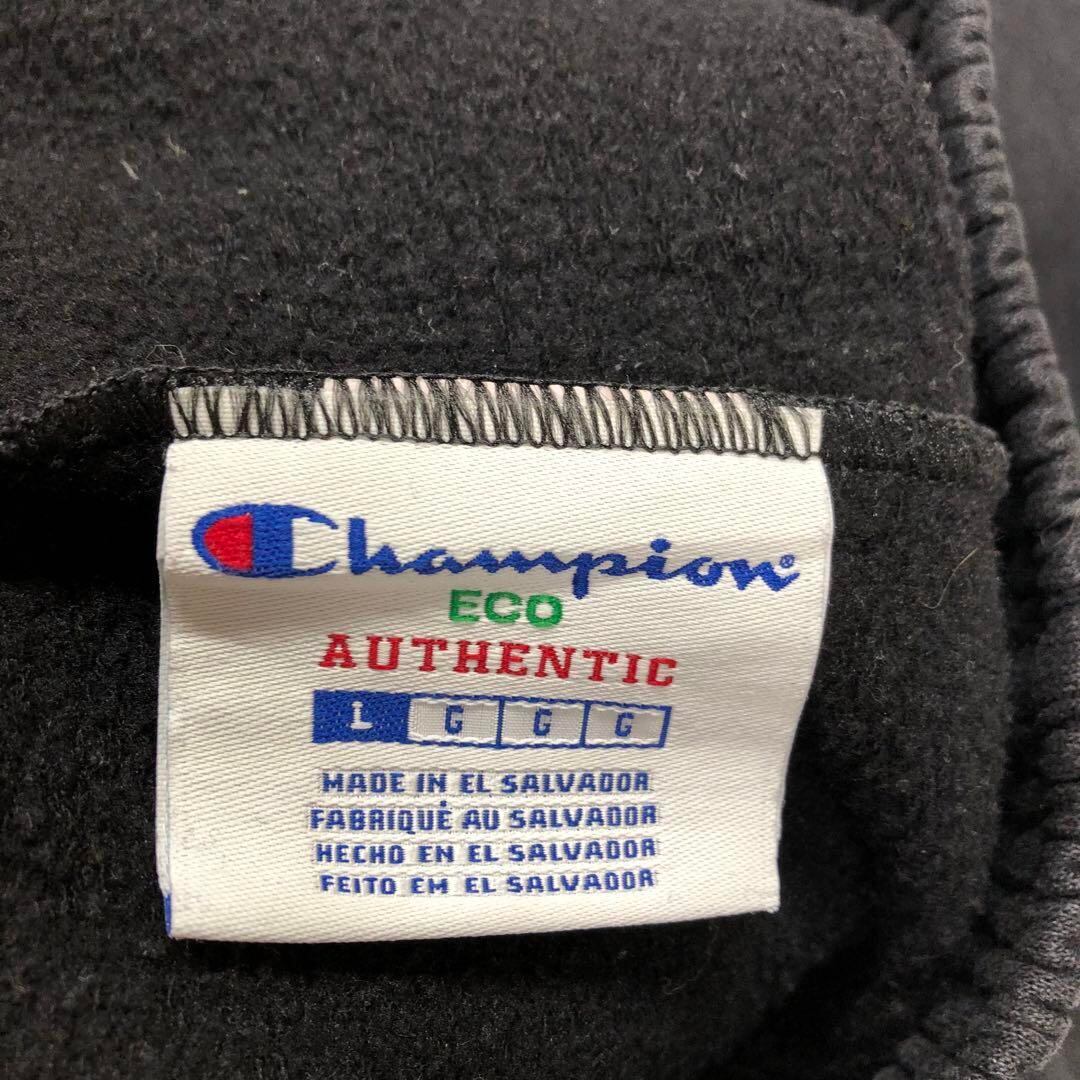 Champion®
ECO
AUTHENTIC
L G G G
MADE IN EL SALVADOR
FABRIQUÉ AU SALVADOR
HECHO EN EL SALVADOR
FEITO EM EL SALVADOR